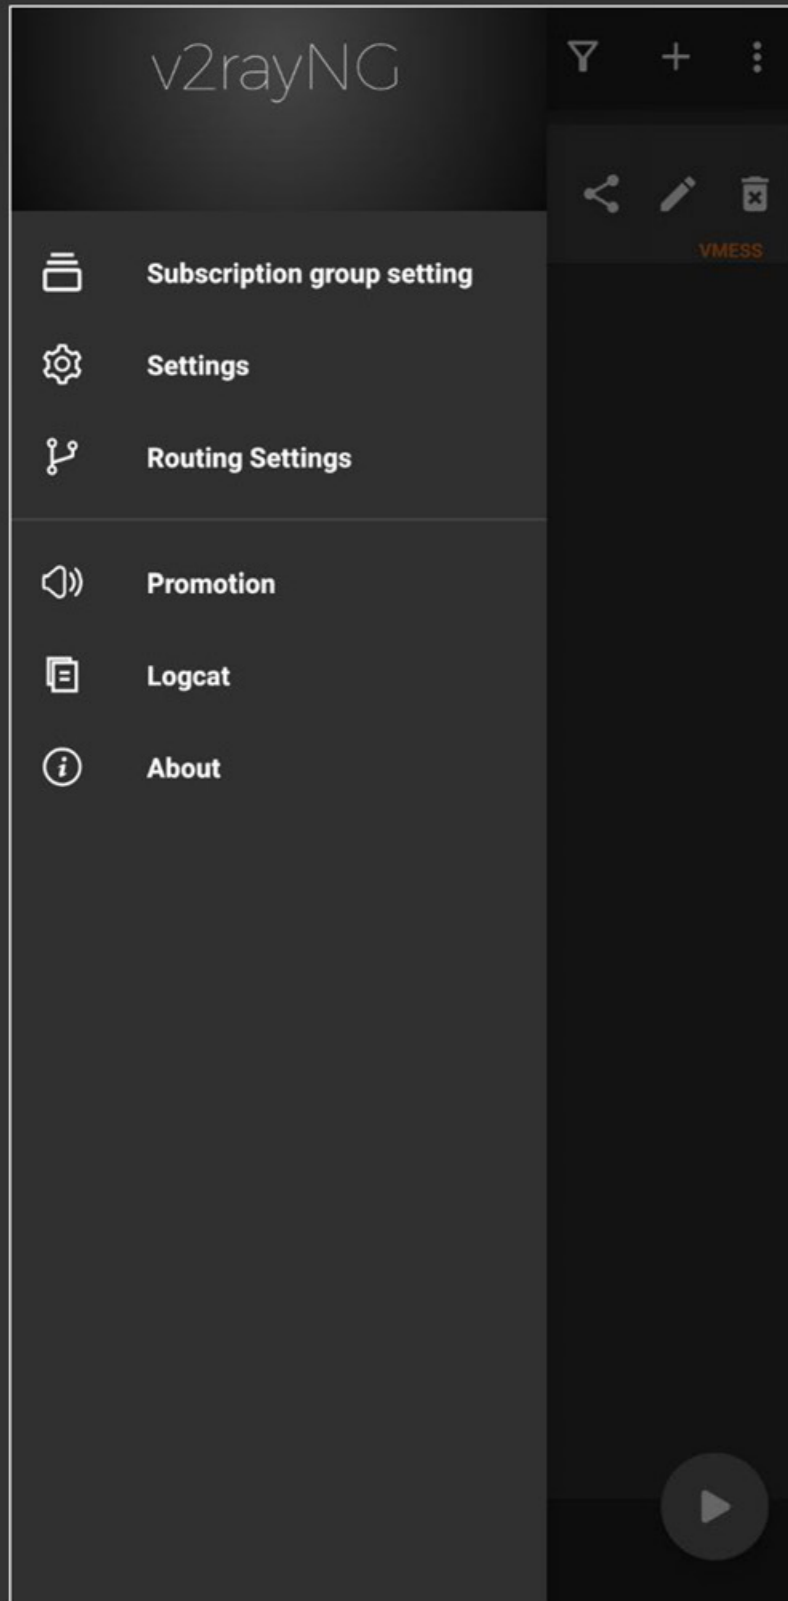 v2rayNG
Subscription group setting
VMESS
Settings
Routing Settings
Promotion
Logcat
About